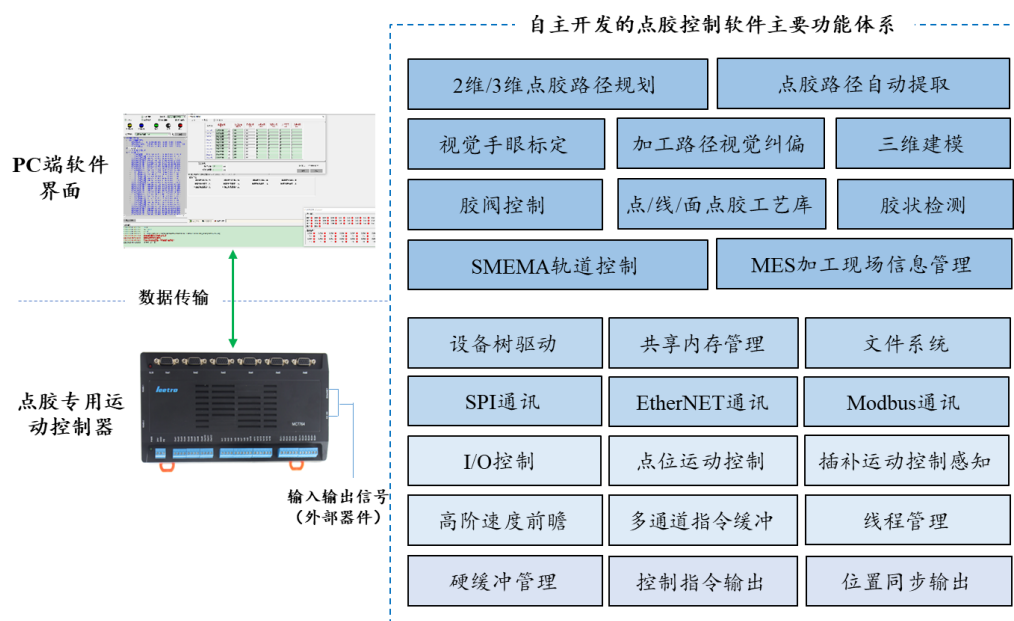 自主开发的点胶控制软件主要功能体系
2维/3维点胶路径规划
点胶路径自动提取
视觉手眼标定
加工路径视觉纠偏
三维建模
胶阀控制
点/线/面点胶工艺库
胶状检测
SMEMA轨道控制
MES加工现场信息管理
设备树驱动
共享内存管理
文件系统
SPI通讯
EtherNET通讯
Modbus通讯
I/O控制
点位运动控制
插补运动控制感知
高阶速度前瞻
多通道指令缓冲
线程管理
硬缓冲管理
控制指令输出
位置同步输出
PC端软件
界面
数据传输
点胶专用运
动控制器
输入输出信号
（外部器件）